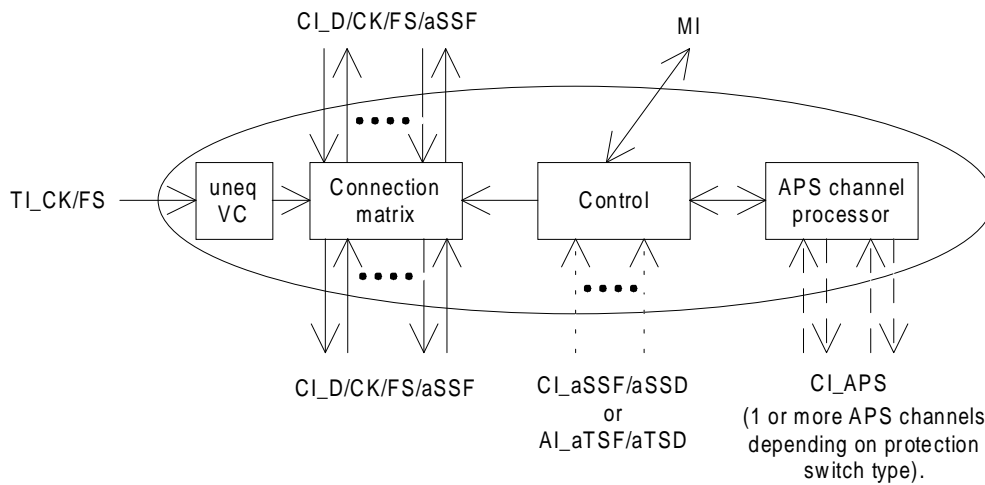 CI_D/CK/FS/aSSF
MI
TI_CK/FS
uneq
VC
Connection
matrix
Control
APS channel
processor
CI_D/CK/FS/aSSF
CI_aSSF/aSSD
or
AI_aTSF/aTSD
CI_APS
(1 or more APS channels
depending on protection
switch type).